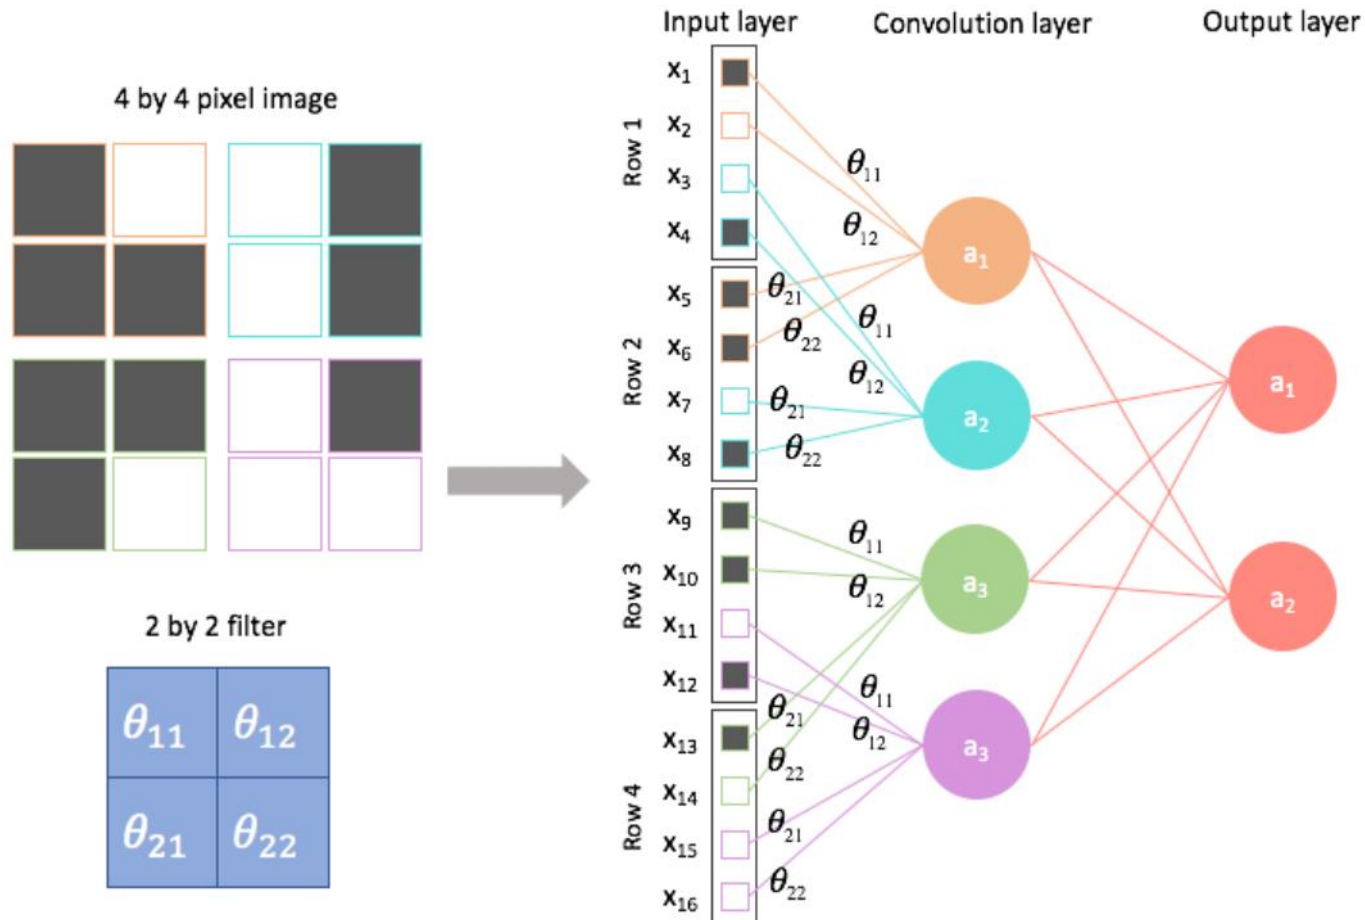 4 by 4 pixel image
2 by 2 filter
θ11 θ12
θ21 θ22
Input layer
Convolution layer
Output layer
Row 1
x1
x2
x3
x4
Row 2
x5
x6
x7
x8
Row 3
x9
x10
x11
x12
Row 4
x13
x14
x15
x16
θ11
θ12
θ21
θ22
θ11
θ12
θ21
θ22
θ11
θ12
θ11
θ21
θ12
θ22
θ21
θ22
a1
a2
a3
a3
a1
a2